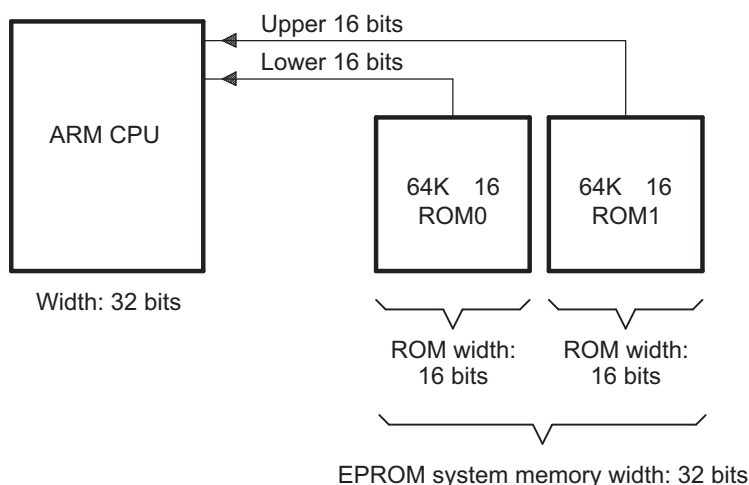 Upper 16 bits
Lower 16 bits
ARM CPU
64K 16
ROM0
64K 16
ROM1
Width: 32 bits
ROM width:
16 bits
ROM width:
16 bits
EPROM system memory width: 32 bits